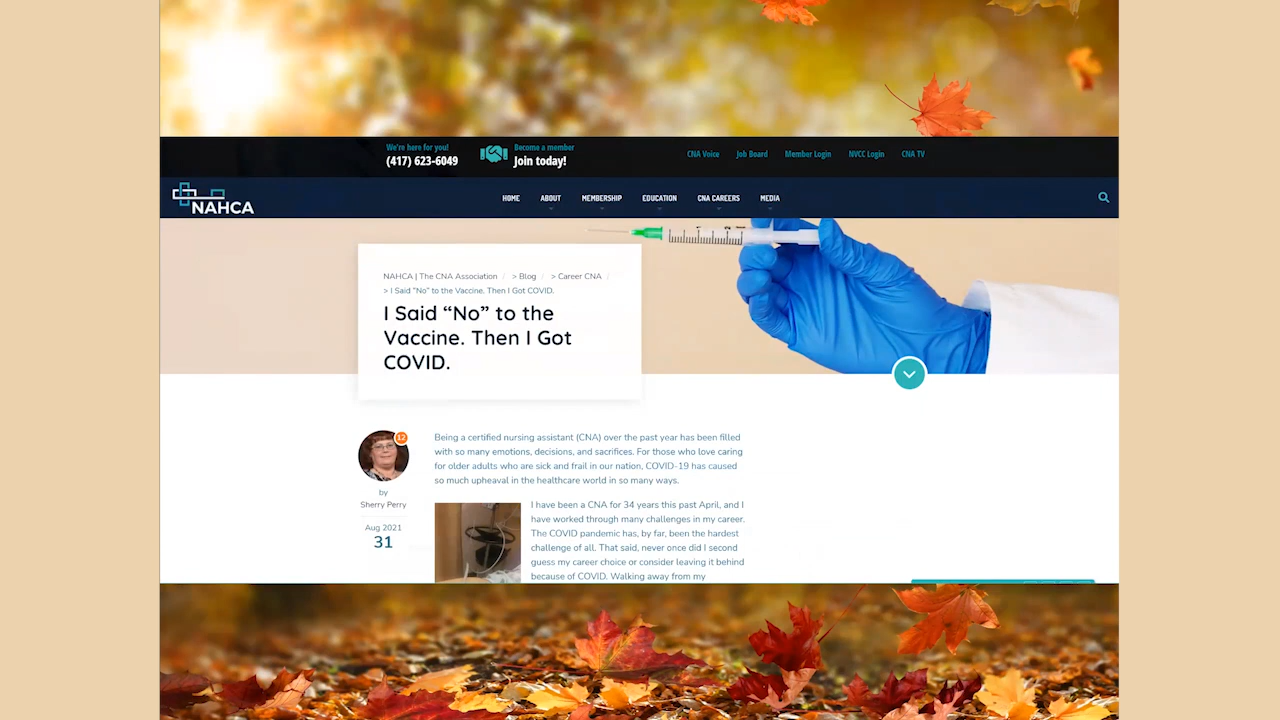 We're here for you!
(417) 623-6049
Become a member
Join today!
CNA Voice
Job Board
Member Login
NVCC Login
CNA TV
NAHCA
HOME
ABOUT
MEMBERSHIP
EDUCATION
CNA CAREERS
MEDIA
NAHCA | The CNA Association / > Blog / > Career CNA /
> I Said “No” to the Vaccine. Then I Got COVID.
I Said “No” to the
Vaccine. Then I Got
COVID.
12
by
Sherry Perry
Aug 2021
31
Being a certified nursing assistant (CNA) over the past year has been filled
with so many emotions, decisions, and sacrifices. For those who love caring
for older adults who are sick and frail in our nation, COVID-19 has caused
so much upheaval in the healthcare world in so many ways.
I have been a CNA for 34 years this past April, and I
have worked through many challenges in my career.
The COVID pandemic has, by far, been the hardest
challenge of all. That said, never once did I second
guess my career choice or consider leaving it behind
because of COVID. Walking away from my